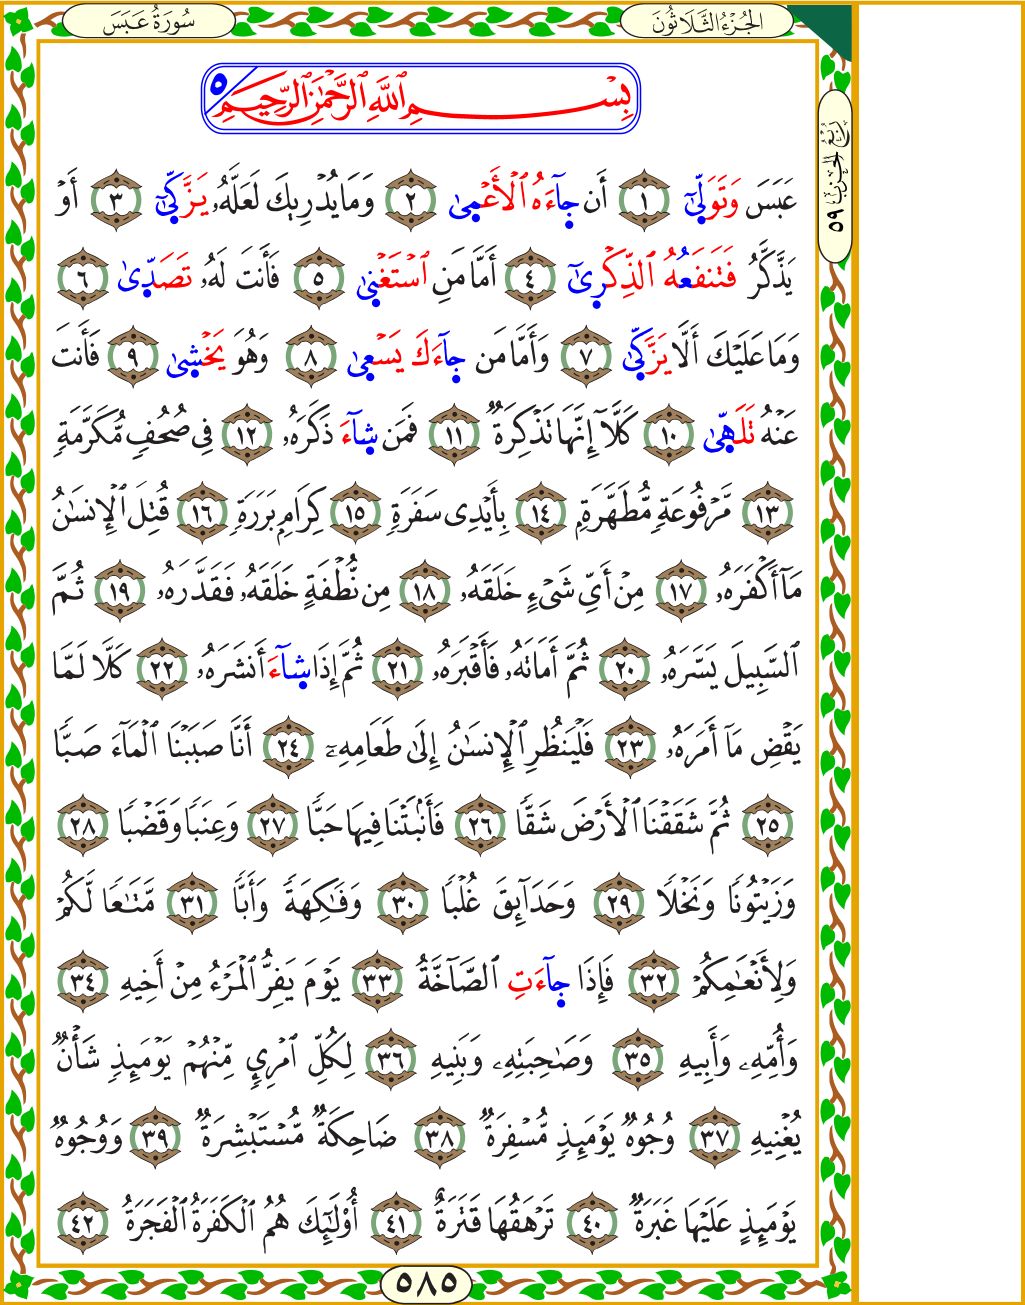 سُورَةُ عَبَسَ
الجُزْءُ الثَّلَاثُونَ
رُبْعُ الحِزْبِ ٥٩
بِسْمِ ٱللَّهِ ٱلرَّحْمَٰنِ ٱلرَّحِيمِ ٥
عَبَسَ وَتَوَلَّىٰٓ ١ أَن جَآءَهُ ٱلْأَعْمَىٰ ٢ وَمَا يُدْرِيكَ لَعَلَّهُۥ يَزَّكَّىٰٓ ٣ أَوْ
يَذَّكَّرُ فَتَنفَعُهُ ٱلذِّكْرَىٰٓ ٤ أَمَّا مَنِ ٱسْتَغْنَىٰ ٥ فَأَنتَ لَهُۥ تَصَدَّىٰ ٦
وَمَا عَلَيْكَ أَلَّا يَزَّكَّىٰ ٧ وَأَمَّا مَن جَآءَكَ يَسْعَىٰ ٨ وَهُوَ يَخْشَىٰ ٩ فَأَنتَ
عَنْهُ تَلَهَّىٰ ١٠ كَلَّآ إِنَّهَا تَذْكِرَةٌ ١١ فَمَن شَآءَ ذَكَرَهُۥ ١٢ فِى صُحُفٍ مُّكَرَّمَةٍ
١٣ مَّرْفُوعَةٍ مُّطَهَّرَةٍۭ ١٤ بِأَيْدِى سَفَرَةٍ ١٥ كِرَامٍۭ بَرَرَةٍ ١٦ قُتِلَ ٱلْإِنسَٰنُ
مَآ أَكْفَرَهُۥ ١٧ مِنْ أَىِّ شَىْءٍ خَلَقَهُۥ ١٨ مِن نُّطْفَةٍ خَلَقَهُۥ فَقَدَّرَهُۥ ١٩ ثُمَّ
ٱلسَّبِيلَ يَسَّرَهُۥ ٢٠ ثُمَّ أَمَاتَهُۥ فَأَقْبَرَهُۥ ٢١ ثُمَّ إِذَا شَآءَ أَنشَرَهُۥ ٢٢ كَلَّا لَمَّا
يَقْضِ مَآ أَمَرَهُۥ ٢٣ فَلْيَنظُرِ ٱلْإِنسَٰنُ إِلَىٰ طَعَامِهِۦٓ ٢٤ أَنَّا صَبَبْنَا ٱلْمَآءَ صَبًّا
٢٥ ثُمَّ شَقَقْنَا ٱلْأَرْضَ شَقًّا ٢٦ فَأَنۢبَتْنَا فِيهَا حَبًّا ٢٧ وَعِنَبًا وَقَضْبًا ٢٨
وَزَيْتُونًا وَنَخْلًا ٢٩ وَحَدَآئِقَ غُلْبًا ٣٠ وَفَٰكِهَةً وَأَبًّا ٣١ مَّتَٰعًا لَّكُمْ
وَلِأَنْعَٰمِكُمْ ٣٢ فَإِذَا جَآءَتِ ٱلصَّآخَّةُ ٣٣ يَوْمَ يَفِرُّ ٱلْمَرْءُ مِنْ أَخِيهِ ٣٤
وَأُمِّهِۦ وَأَبِيهِ ٣٥ وَصَٰحِبَتِهِۦ وَبَنِيهِ ٣٦ لِكُلِّ ٱمْرِئٍ مِّنْهُمْ يَوْمَئِذٍ شَأْنٌ
يُغْنِيهِ ٣٧ وُجُوهٌ يَوْمَئِذٍ مُّسْفِرَةٌ ٣٨ ضَاحِكَةٌ مُّسْتَبْشِرَةٌ ٣٩ وَوُجُوهٌ
يَوْمَئِذٍ عَلَيْهَا غَبَرَةٌ ٤٠ تَرْهَقُهَا قَتَرَةٌ ٤١ أُو۟لَٰٓئِكَ هُمُ ٱلْكَفَرَةُ ٱلْفَجَرَةُ ٤٢
٥٨٥